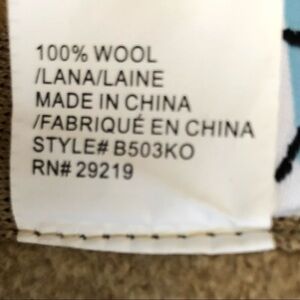 100% WOOL
/LANA/LAINE
MADE IN CHINA
/FABRIQUÉ EN CHINA
STYLE# B503KO
RN# 29219